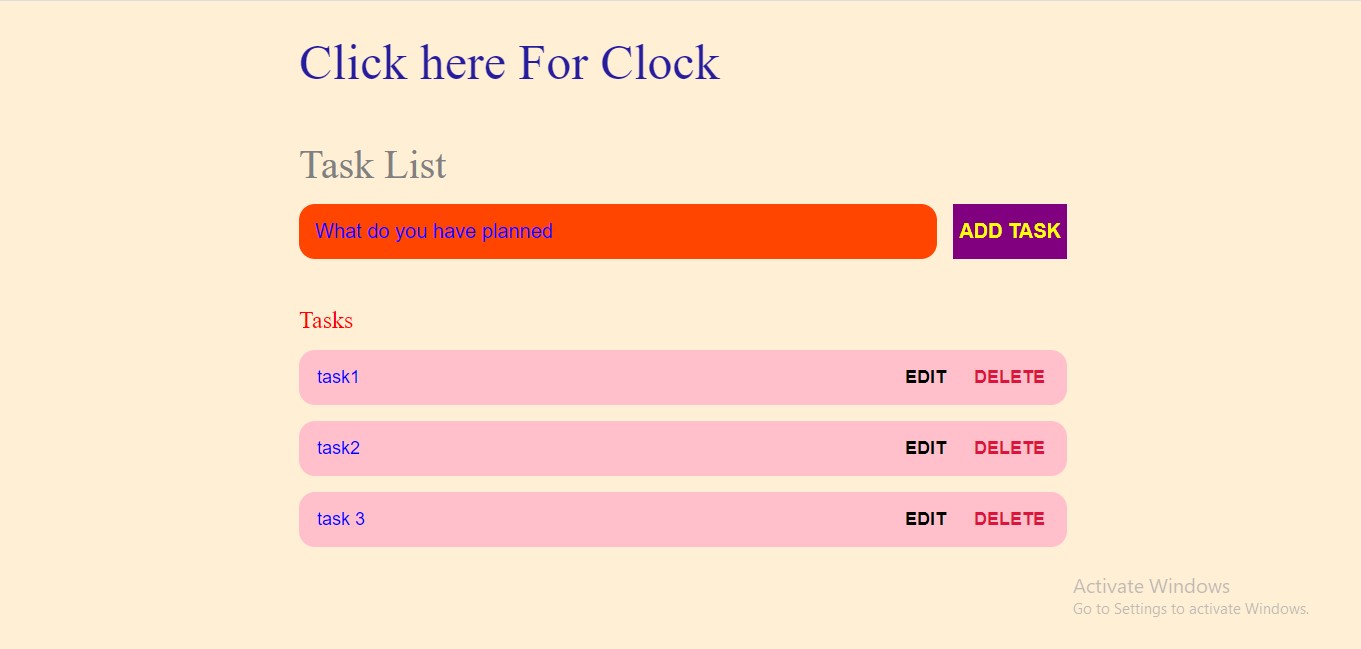 Click here For Clock
Task List
What do you have planned
ADD TASK
Tasks
task1
EDIT
DELETE
task2
EDIT
DELETE
task 3
EDIT
DELETE
Activate Windows
Go to Settings to activate Windows.